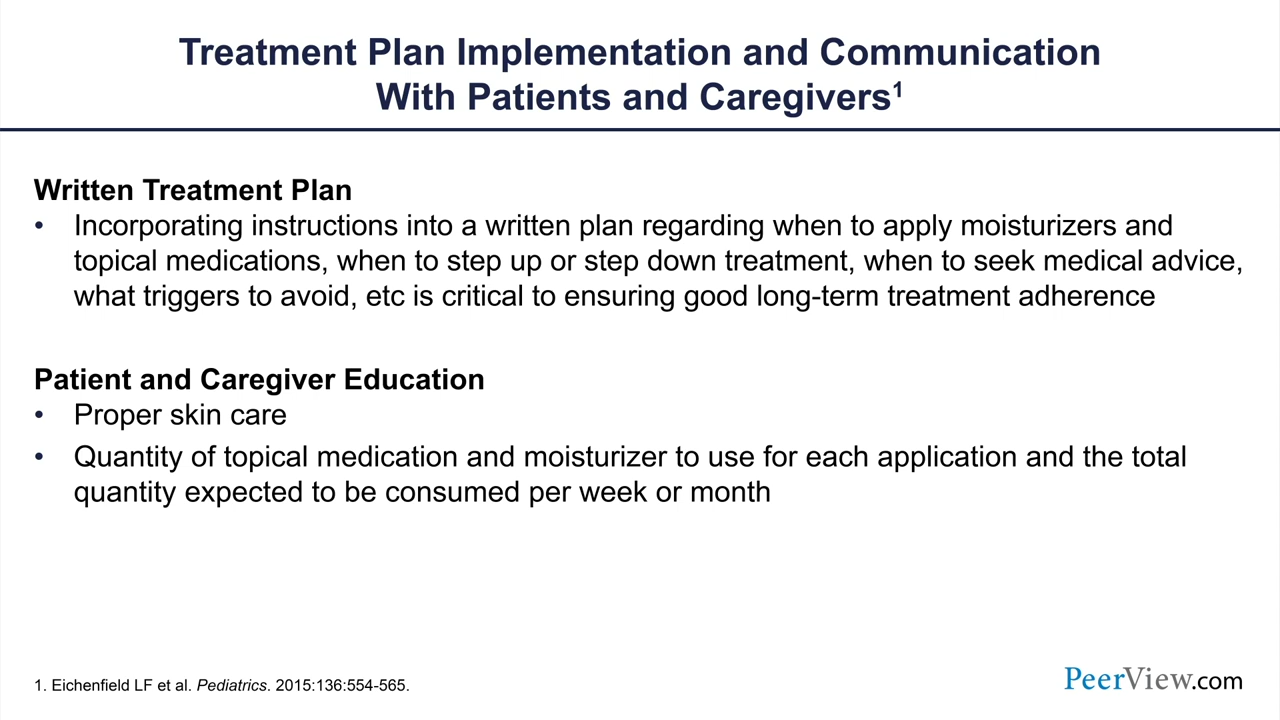 Treatment Plan Implementation and Communication
With Patients and Caregivers1
Written Treatment Plan
• Incorporating instructions into a written plan regarding when to apply moisturizers and
topical medications, when to step up or step down treatment, when to seek medical advice,
what triggers to avoid, etc is critical to ensuring good long-term treatment adherence
Patient and Caregiver Education
• Proper skin care
• Quantity of topical medication and moisturizer to use for each application and the total
quantity expected to be consumed per week or month
1. Eichenfield LF et al. Pediatrics. 2015:136:554-565.
PeerView.com